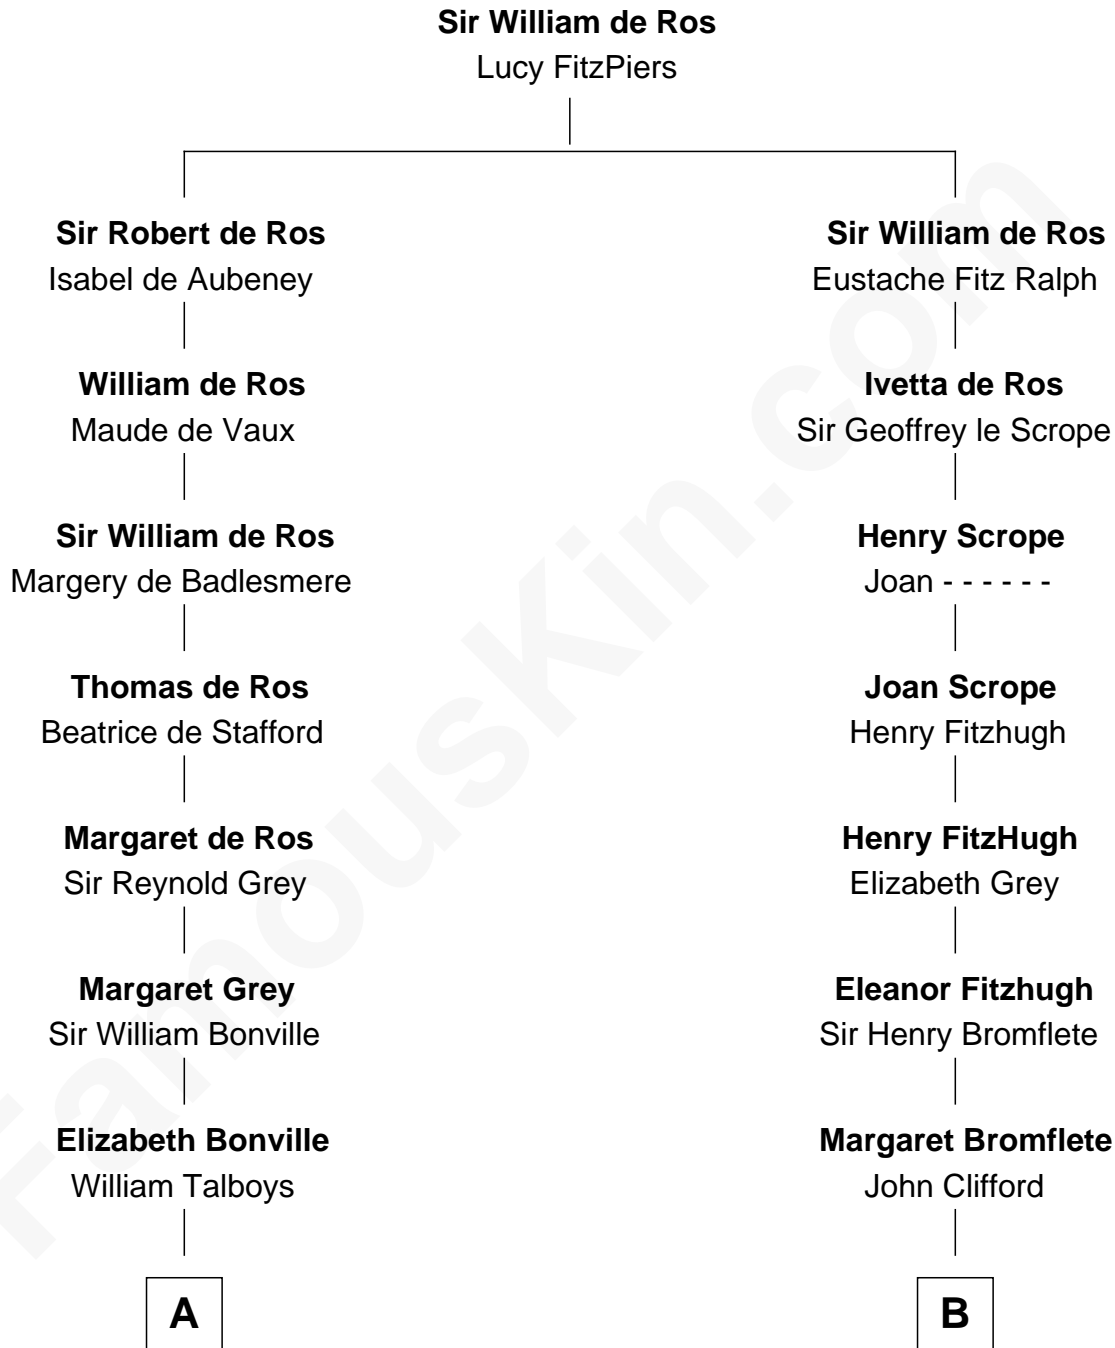 Sir William de Ros
Lucy FitzPiers
Sir Robert de Ros
Isabel de Aubeney
Sir William de Ros
Eustache Fitz Ralph
William de Ros
Maude de Vaux
Ivetta de Ros
Sir Geoffrey le Scrope
Sir William de Ros
Margery de Badlesmere
Henry Scrope
Joan - - - - - -
Thomas de Ros
Beatrice de Stafford
Joan Scrope
Henry Fitzhugh
Margaret de Ros
Sir Reynold Grey
Henry FitzHugh
Elizabeth Grey
Margaret Grey
Sir William Bonville
Eleanor Fitzhugh
Sir Henry Bromflete
Elizabeth Bonville
William Talboys
Margaret Bromflete
John Clifford
A
B
FamousKin.com